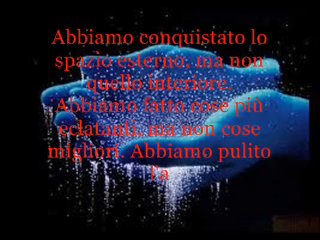 Abbiamo conquistato lo
spazio esterno, ma non
quello interiore.
Abbiamo fatto cose più
eclatanti, ma non cose
migliori. Abbiamo pulito
l'a